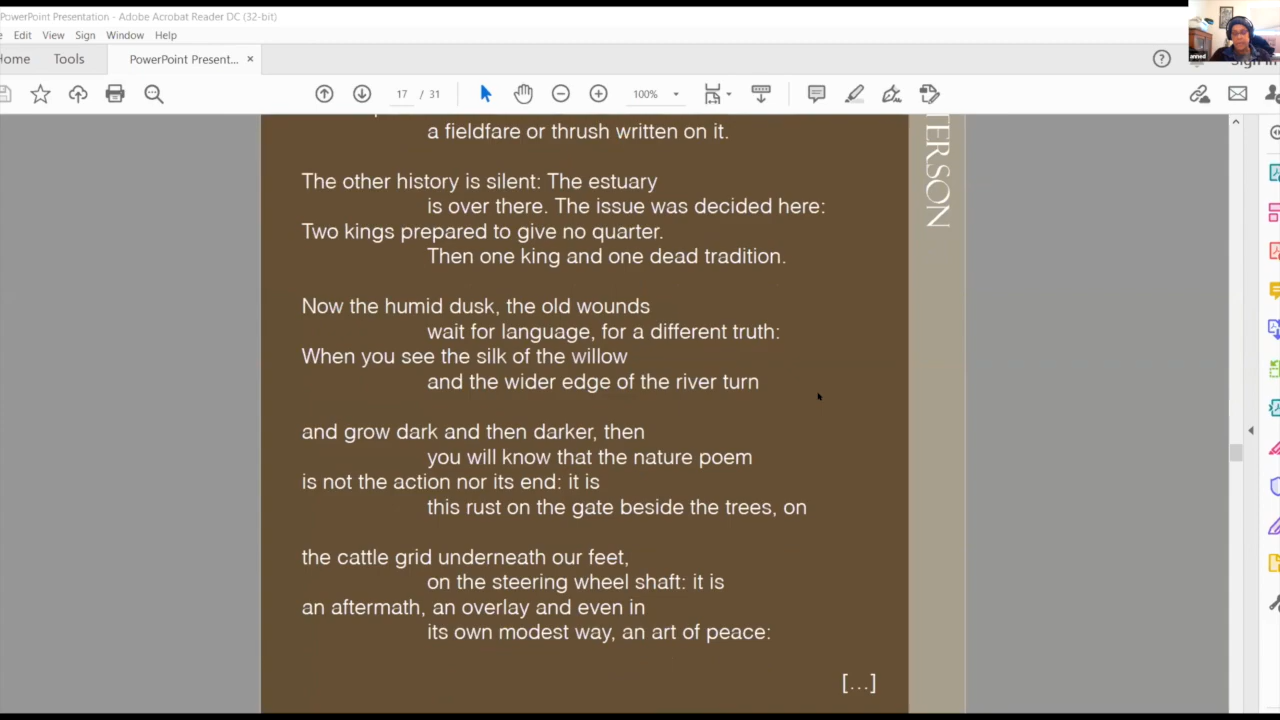 PowerPoint Presentation - Adobe Acrobat Reader DC (32-bit)
Edit View Sign Window Help
Home Tools PowerPoint Present... ×
17 / 31 100%
anned
Sign In
a fieldfare or thrush written on it.
The other history is silent: The estuary
is over there. The issue was decided here:
Two kings prepared to give no quarter.
Then one king and one dead tradition.
Now the humid dusk, the old wounds
wait for language, for a different truth:
When you see the silk of the willow
and the wider edge of the river turn
and grow dark and then darker, then
you will know that the nature poem
is not the action nor its end: it is
this rust on the gate beside the trees, on
the cattle grid underneath our feet,
on the steering wheel shaft: it is
an aftermath, an overlay and even in
its own modest way, an art of peace:
[...]
TERSON